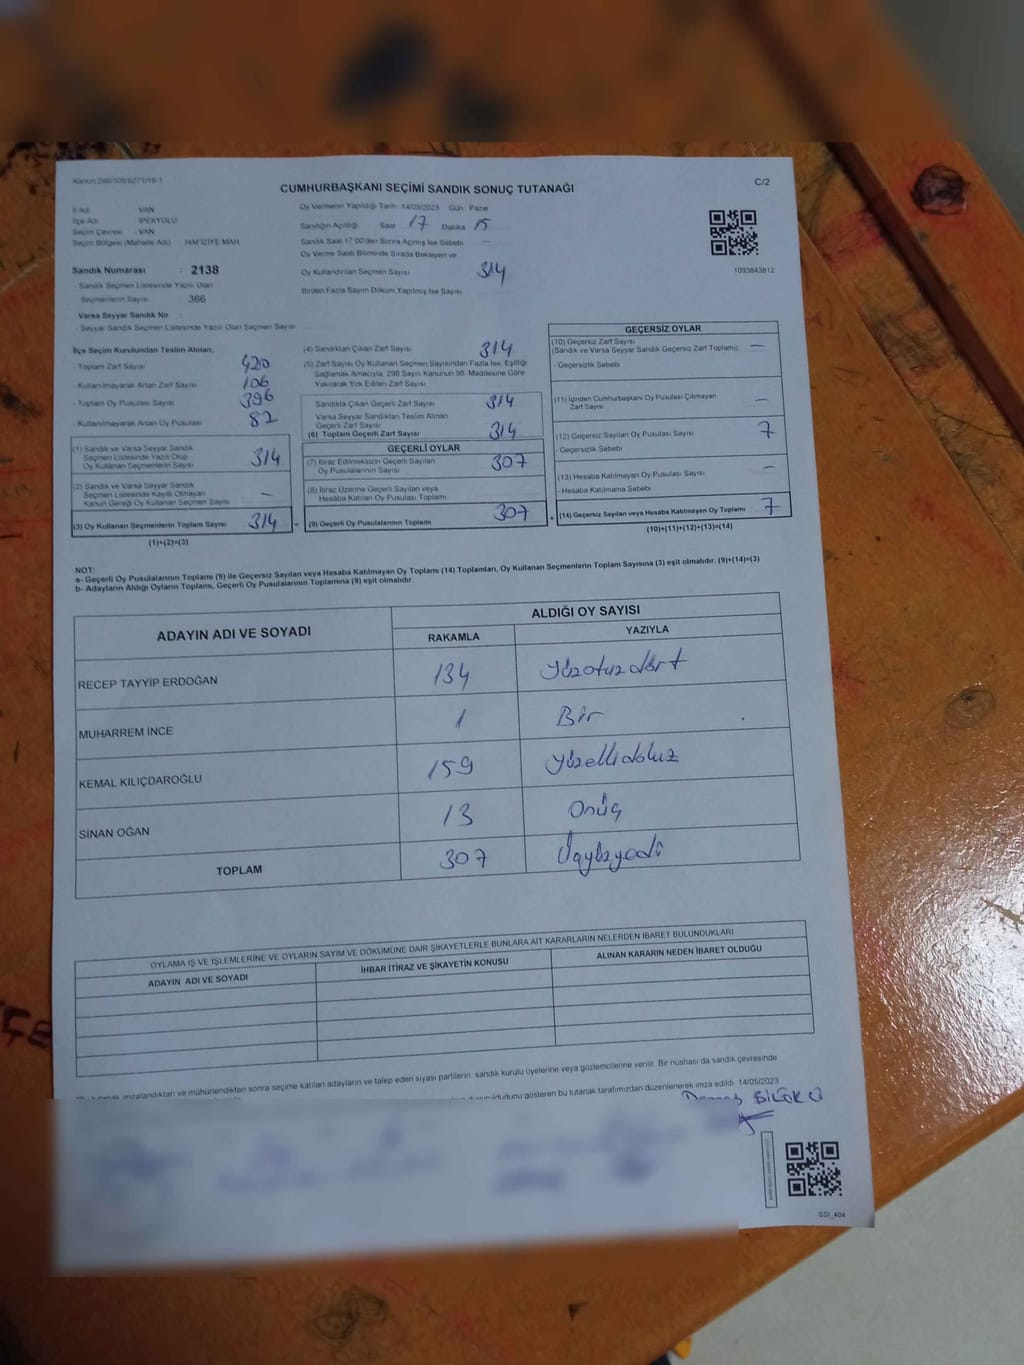 Kanun:298/109,6271/18-1
C/2
CUMHURBAŞKANI SEÇİMİ SANDIK SONUÇ TUTANAĞI
İl Adı : VAN
İlçe Adı : İPEKYOLU
Seçim Çevresi : VAN
Seçim Bölgesi (Mahalle Adı) HAFİZİYE MAH.
Sandık Numarası : 2138
- Sandık Seçmen Listesinde Yazılı Olan
Seçmenlerin Sayısı : 366
- Varsa Seyyar Sandık No :
- Seyyar Sandık Seçmen Listesinde Yazılı Olan Seçmen Sayısı
Oy Vermenin Yapıldığı Tarih :14/05/2023 Gün : Pazar
Sandığın Açıldığı Saat 17 Dakika 15
Sandık Saat 17:00'den Sonra Açılmış İse Sebebi —
Oy Verme Saati Bitiminde Sırada Bekleyen ve
Oy Kullandırılan Seçmen Sayısı 314
Birden Fazla Sayım Döküm Yapılmış İse Sayısı
1093843812
İlçe Seçim Kurulundan Teslim Alınan;
- Toplam Zarf Sayısı 420
- Kullanılmayarak Artan Zarf Sayısı 106
- Toplam Oy Pusulası Sayısı 396
- Kullanılmayarak Artan Oy Pusulası 82
(1) Sandık ve Varsa Seyyar Sandık
Seçmen Listesinde Yazılı Olup
Oy Kullanan Seçmenlerin Sayısı 314
(2) Sandık ve Varsa Seyyar Sandık
Seçmen Listesinde Kayıtlı Olmayan
Kanun Gereği Oy Kullanan Seçmen Sayısı —
(3) Oy Kullanan Seçmenlerin Toplam Sayısı 314 =
(1)+(2)=(3)
(4) Sandıktan Çıkan Zarf Sayısı 314
(5) Zarf Sayısı Oy Kullanan Seçmen Sayısından Fazla İse, Eşitliği
Sağlamak Amacıyla, 298 Sayılı Kanunun 98. Maddesine Göre
Yakılarak Yok Edilen Zarf Sayısı
Sandıkta Çıkan Geçerli Zarf Sayısı 314
Varsa Seyyar Sandıktan Teslim Alınan
Geçerli Zarf Sayısı
(6) Toplam Geçerli Zarf Sayısı 314
GEÇERLİ OYLAR
(7) İtiraz Edilmeksizin Geçerli Sayılan
Oy Pusulalarının Sayısı 307
(8) İtiraz Üzerine Geçerli Sayılan veya
Hesaba Katılan Oy Pusulası Toplamı
(9) Geçerli Oy Pusulalarının Toplamı 307 +
GEÇERSİZ OYLAR
(10) Geçersiz Zarf Sayısı
(Sandık ve Varsa Seyyar Sandık Geçersiz Zarf Toplamı) —
- Geçersizlik Sebebi
(11) İçinden Cumhurbaşkanı Oy Pusulası Çıkmayan
Zarf Sayısı —
(12) Geçersiz Sayılan Oy Pusulası Sayısı 7
- Geçersizlik Sebebi
(13) Hesaba Katılmayan Oy Pusulası Sayısı —
- Hesaba Katılmama Sebebi
(14) Geçersiz Sayılan veya Hesaba Katılmayan Oy Toplamı 7
(10)+(11)+(12)+(13)=(14)
NOT:
a- Geçerli Oy Pusulalarının Toplamı (9) ile Geçersiz Sayılan veya Hesaba Katılmayan Oy Toplamı (14) Toplamları, Oy Kullanan Seçmenlerin Toplam Sayısına (3) eşit olmalıdır. (9)+(14)=(3)
b- Adayların Aldığı Oyların Toplamı, Geçerli Oy Pusulalarının Toplamına (9) eşit olmalıdır.
ADAYIN ADI VE SOYADI
ALDIĞI OY SAYISI
RAKAMLA YAZIYLA
RECEP TAYYİP ERDOĞAN 134 Yüzotuzdört
MUHARREM İNCE 1 Bir
KEMAL KILIÇDAROĞLU 159 Yüzellidokuz
SİNAN OĞAN 13 Onüç
TOPLAM 307 Üçyüzyedi
OYLAMA İŞ VE İŞLEMLERİNE VE OYLARIN SAYIM VE DÖKÜMÜNE DAİR ŞİKAYETLERLE BUNLARA AİT KARARLARIN NELERDEN İBARET BULUNDUKLARI
ADAYIN ADI VE SOYADI İHBAR İTİRAZ VE ŞİKAYETİN KONUSU ALINAN KARARIN NEDEN İBARET OLDUĞU
tutanak imzalandıktan ve mühürlendikten sonra seçime katılan adayların ve talep eden siyasi partilerin sandık kurulu üyelerine veya gözlemcilerine verilir. Bir nüshası da sandık çevresinde
olduğunu gösteren bu tutanak tarafımızdan düzenlenerek imza edildi. 14/05/2023
SSI_404